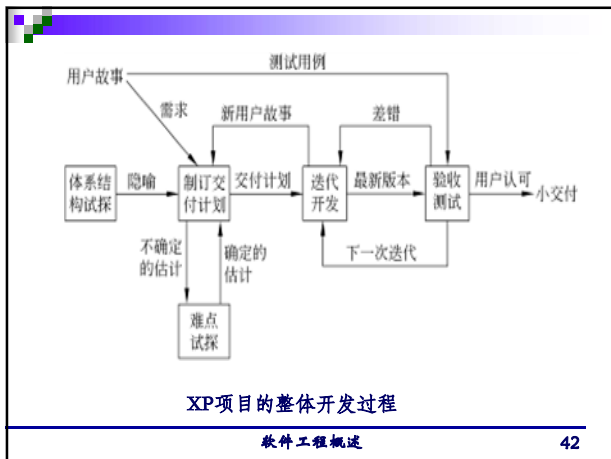 测试用例
用户故事
需求
新用户故事
差错
体系结
构试探
隐喻
制订交
付计划
交付计划
迭代
开发
最新版本
验收
测试
用户认可
小交付
不确定
的估计
确定的
估计
下一次迭代
难点
试探
XP项目的整体开发过程
软件工程概述
42